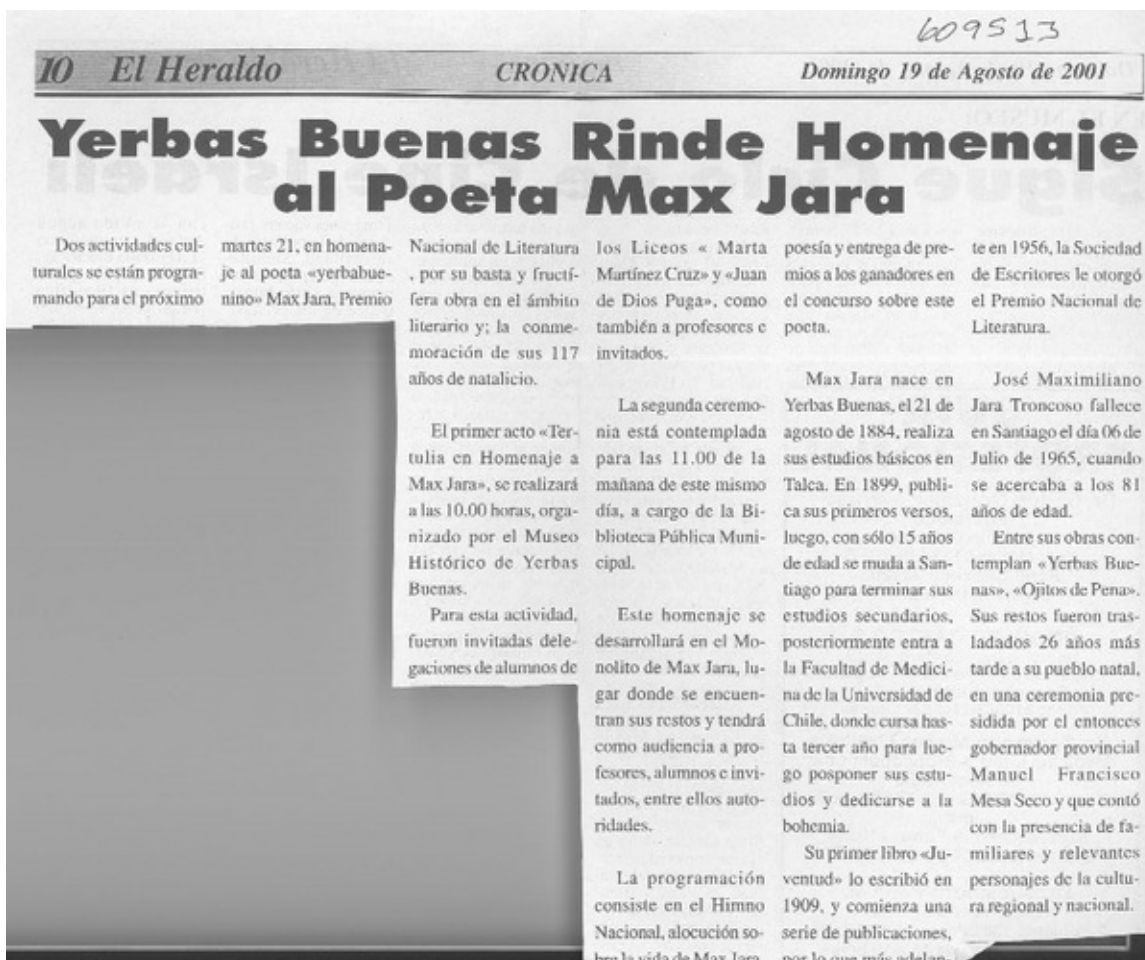 609513
10 El Heraldo CRONICA Domingo 19 de Agosto de 2001
Yerbas Buenas Rinde Homenaje
al Poeta Max Jara
Dos actividades cul-
turales se están progra-
mando para el próximo
martes 21, en homena-
je al poeta «yerbabue-
nino» Max Jara, Premio
Nacional de Literatura
, por su basta y fructí-
fera obra en el ámbito
literario y; la conme-
moración de sus 117
años de natalicio.
El primer acto «Ter-
tulia en Homenaje a
Max Jara», se realizará
a las 10.00 horas, orga-
nizado por el Museo
Histórico de Yerbas
Buenas.
Para esta actividad,
fueron invitadas dele-
gaciones de alumnos de
los Liceos « Marta
Martínez Cruz» y «Juan
de Dios Puga», como
también a profesores e
invitados.
La segunda ceremo-
nia está contemplada
para las 11.00 de la
mañana de este mismo
día, a cargo de la Bi-
blioteca Pública Muni-
cipal.
Este homenaje se
desarrollará en el Mo-
nolito de Max Jara, lu-
gar donde se encuen-
tran sus restos y tendrá
como audiencia a pro-
fesores, alumnos e invi-
tados, entre ellos auto-
ridades.
La programación
consiste en el Himno
Nacional, alocución so-
bre la vida de Max Jara,
poesía y entrega de pre-
mios a los ganadores en
el concurso sobre este
poeta.
Max Jara nace en
Yerbas Buenas, el 21 de
agosto de 1884, realiza
sus estudios básicos en
Talca. En 1899, publi-
ca sus primeros versos,
luego, con sólo 15 años
de edad se muda a San-
tiago para terminar sus
estudios secundarios,
posteriormente entra a
la Facultad de Medici-
na de la Universidad de
Chile, donde cursa has-
ta tercer año para lue-
go posponer sus estu-
dios y dedicarse a la
bohemia.
Su primer libro «Ju-
ventud» lo escribió en
1909, y comienza una
serie de publicaciones,
por lo que más adelan-
te en 1956, la Sociedad
de Escritores le otorgó
el Premio Nacional de
Literatura.
José Maximiliano
Jara Troncoso fallece
en Santiago el día 06 de
Julio de 1965, cuando
se acercaba a los 81
años de edad.
Entre sus obras con-
templan «Yerbas Bue-
nas», «Ojitos de Pena».
Sus restos fueron tras-
ladados 26 años más
tarde a su pueblo natal,
en una ceremonia pre-
sidida por el entonces
gobernador provincial
Manuel Francisco
Mesa Seco y que contó
con la presencia de fa-
miliares y relevantes
personajes de la cultu-
ra regional y nacional.